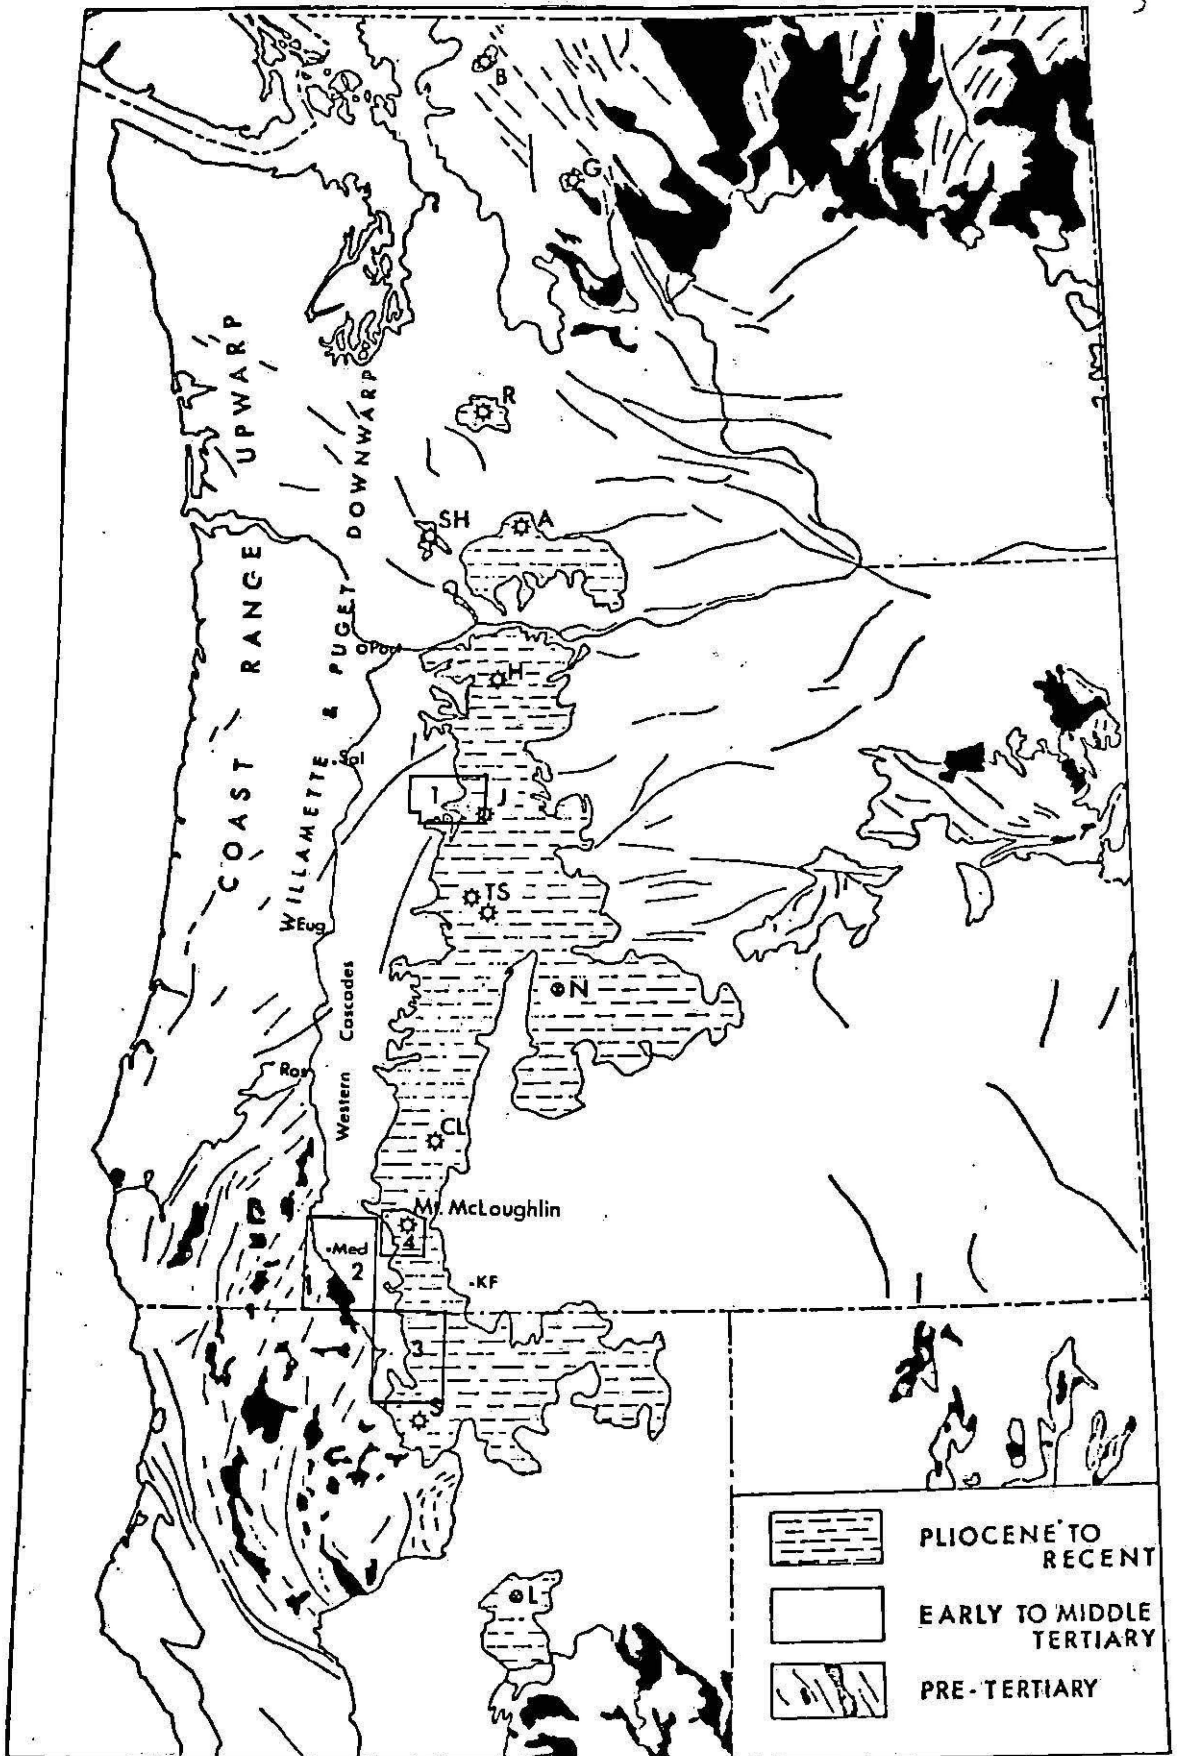 B
G
R
SH
A
UPWARP
COAST RANGE
DOWNWARP
WILLAMETTE & PUGET
Port
H
Sal
1
J
TS
Eug
N
Western Cascades
Ros
CL
Mt. McLoughlin
4
Med
2
KF
3
S
L
PLIOCENE TO
RECENT
EARLY TO MIDDLE
TERTIARY
PRE-TERTIARY